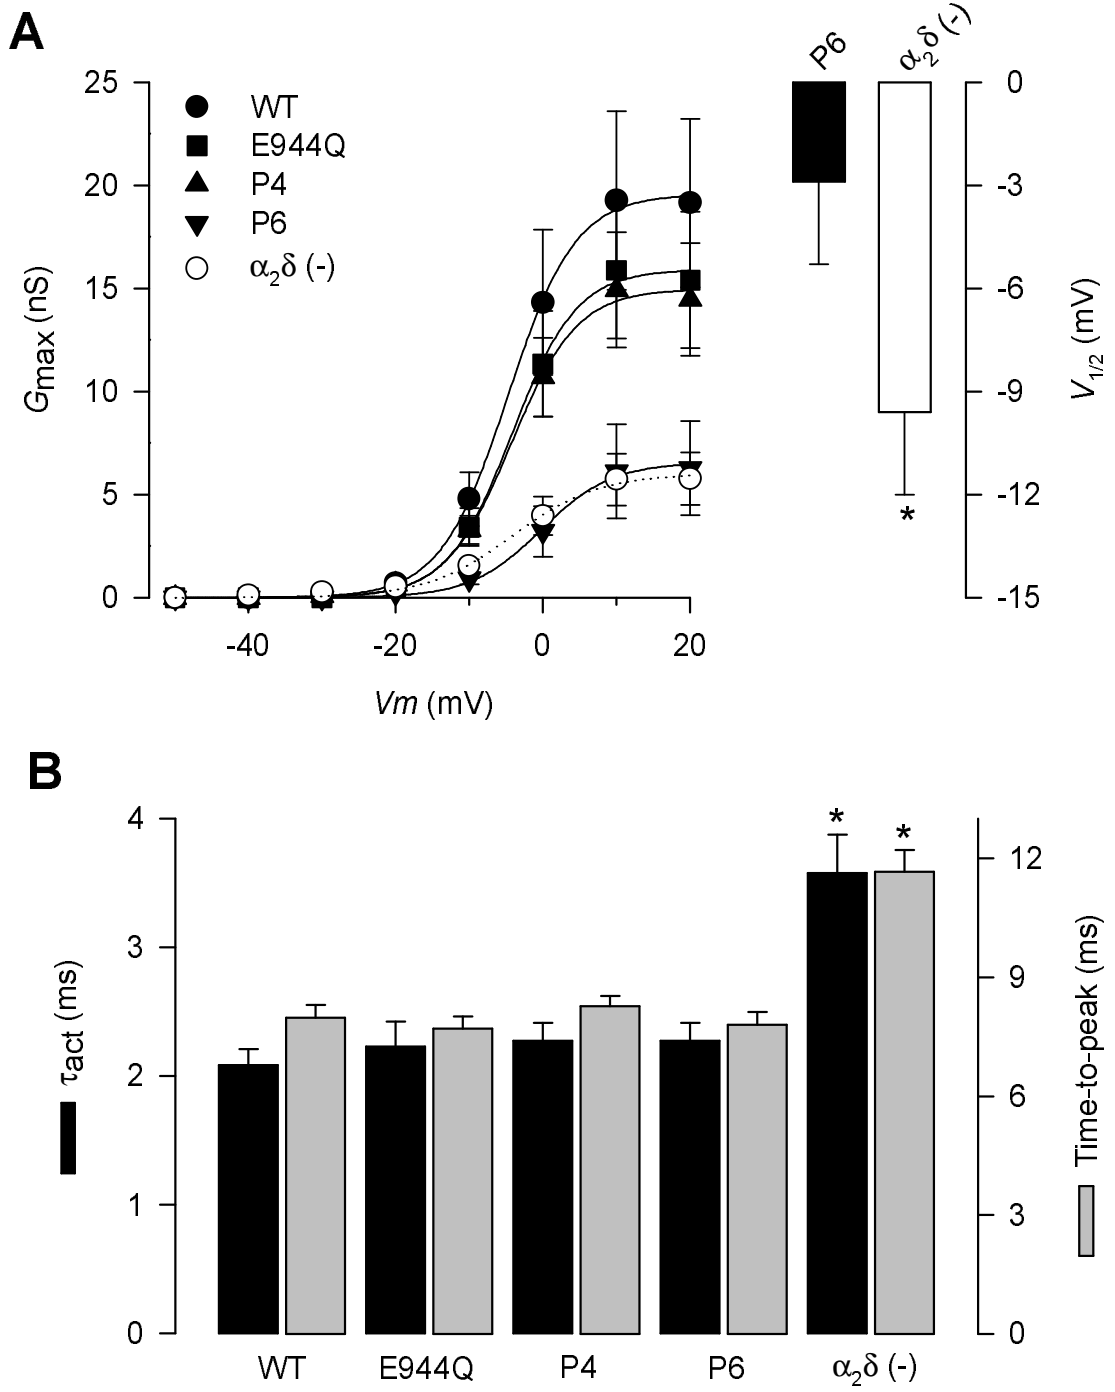 A
P6
α2δ (-)
25
20
15
10
5
0
Gmax (nS)
WT
E944Q
P4
P6
α2δ (-)
0
-3
-6
-9
-12
-15
*
V1/2 (mV)
-40
-20
0
20
Vm (mV)
B
4
3
2
1
0
τact (ms)
*
*
12
9
6
3
0
Time-to-peak (ms)
WT
E944Q
P4
P6
α2δ (-)